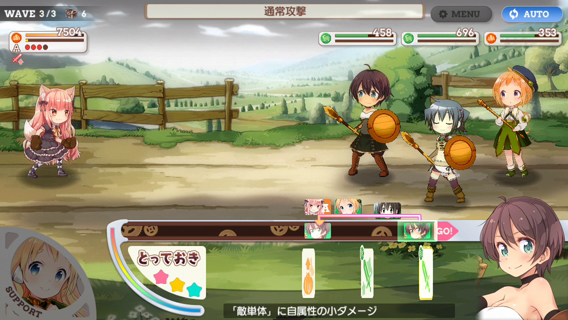 WAVE 3/3 6
通常攻撃
MENU
AUTO
7504
458
696
353
A
GO!
とっておき
SUPPORT
「敵単体」に自属性の小ダメージ